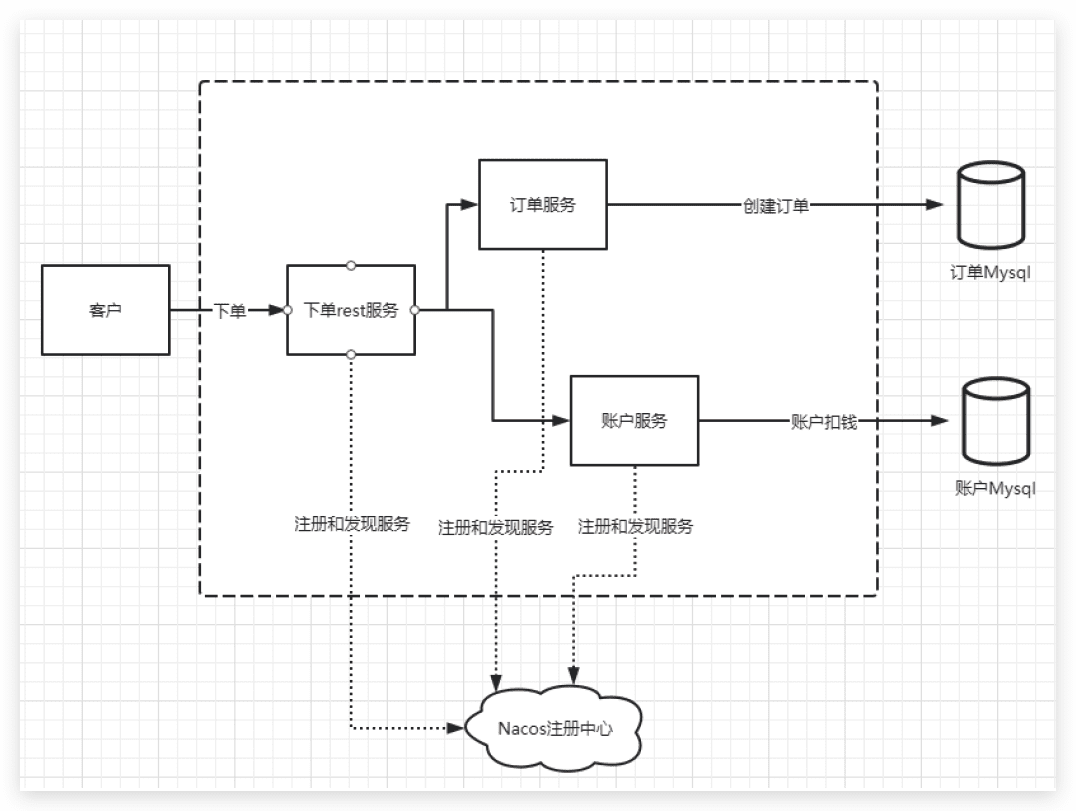 订单服务
创建订单
订单Mysql
客户
下单
下单rest服务
账户服务
账户扣钱
账户Mysql
注册和发现服务
注册和发现服务
注册和发现服务
Nacos注册中心